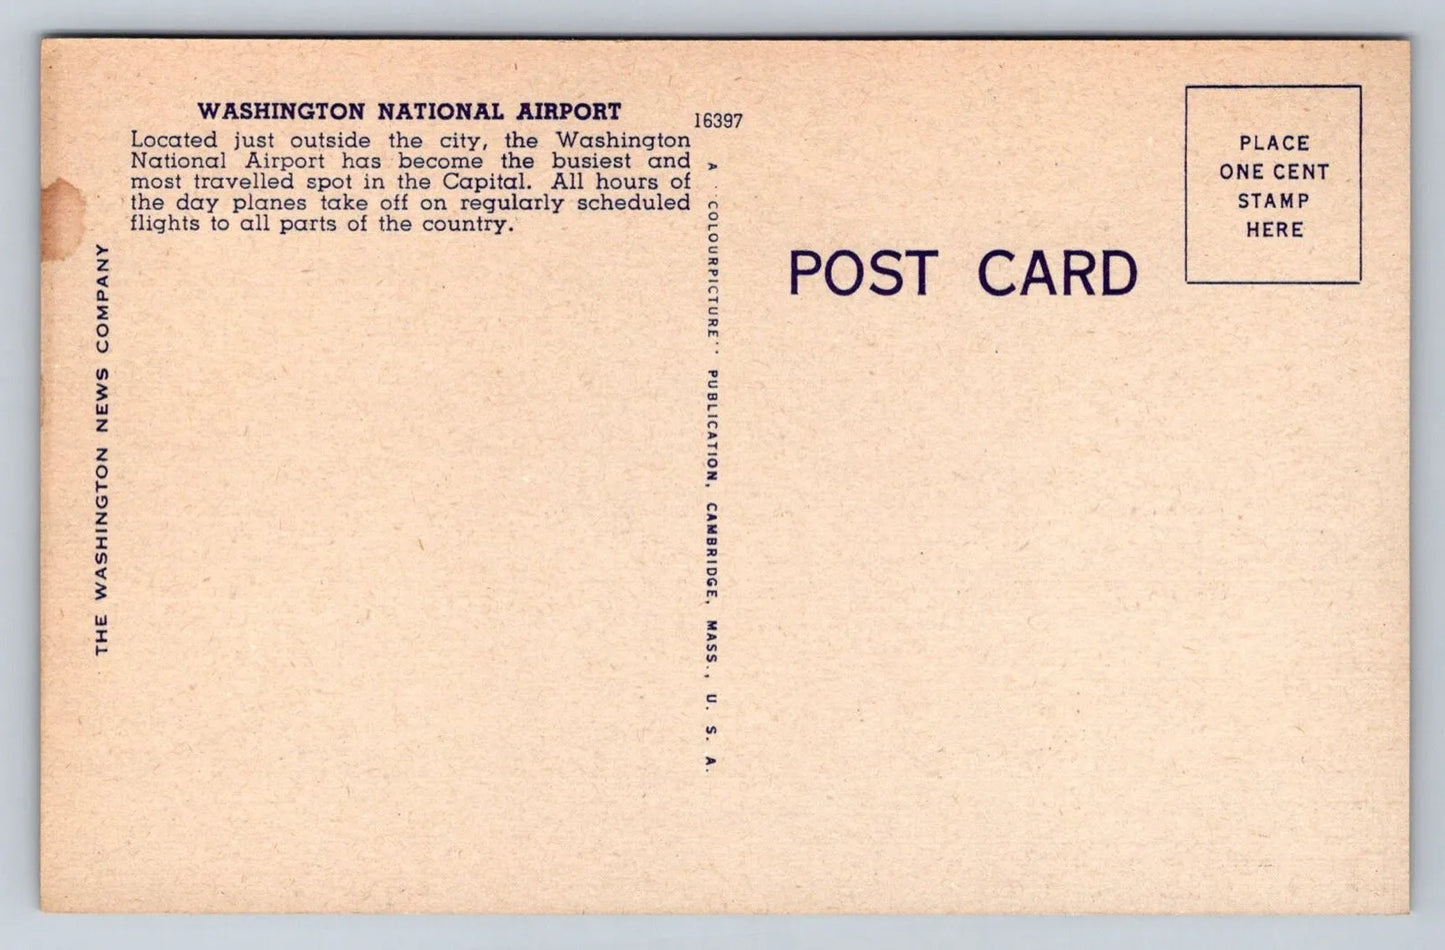 WASHINGTON NATIONAL AIRPORT
Located just outside the city, the Washington
National Airport has become the busiest and
most travelled spot in the Capital. All hours of
the day planes take off on regularly scheduled
flights to all parts of the country.
THE WASHINGTON NEWS COMPANY
16397
A "COLOURPICTURE" PUBLICATION, CAMBRIDGE, MASS., U. S. A.
POST CARD
PLACE
ONE CENT
STAMP
HERE